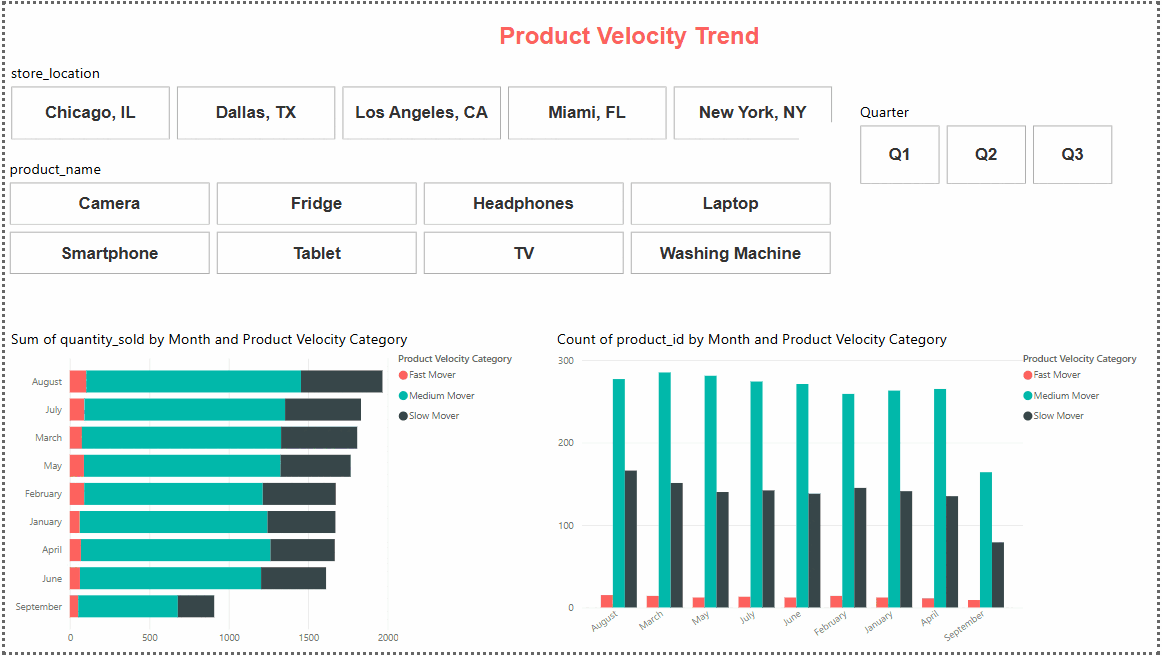 Product Velocity Trend
store_location
Chicago, IL
Dallas, TX
Los Angeles, CA
Miami, FL
New York, NY
Quarter
Q1
Q2
Q3
product_name
Camera
Fridge
Headphones
Laptop
Smartphone
Tablet
TV
Washing Machine
Sum of quantity_sold by Month and Product Velocity Category
Product Velocity Category
Fast Mover
Medium Mover
Slow Mover
August
July
March
May
February
January
April
June
September
0
500
1000
1500
2000
Count of product_id by Month and Product Velocity Category
Product Velocity Category
Fast Mover
Medium Mover
Slow Mover
300
200
100
0
August
March
May
July
June
February
January
April
September